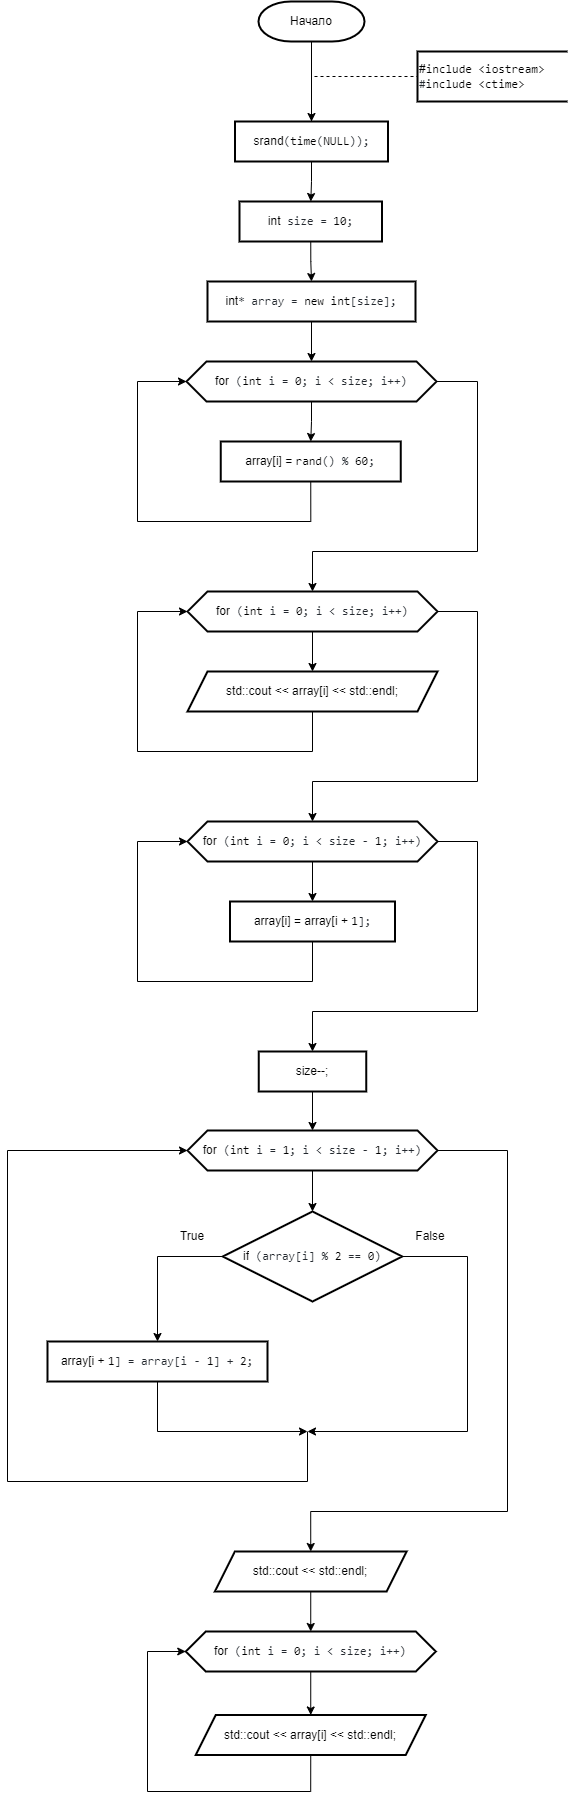 Начало
#include <iostream>
#include <ctime>
srand(time(NULL));
int size = 10;
int* array = new int[size];
for (int i = 0; i < size; i++)
array[i] = rand() % 60;
for (int i = 0; i < size; i++)
std::cout << array[i] << std::endl;
for (int i = 0; i < size - 1; i++)
array[i] = array[i + 1];
size--;
for (int i = 1; i < size - 1; i++)
True
False
if (array[i] % 2 == 0)
array[i + 1] = array[i - 1] + 2;
std::cout << std::endl;
for (int i = 0; i < size; i++)
std::cout << array[i] << std::endl;